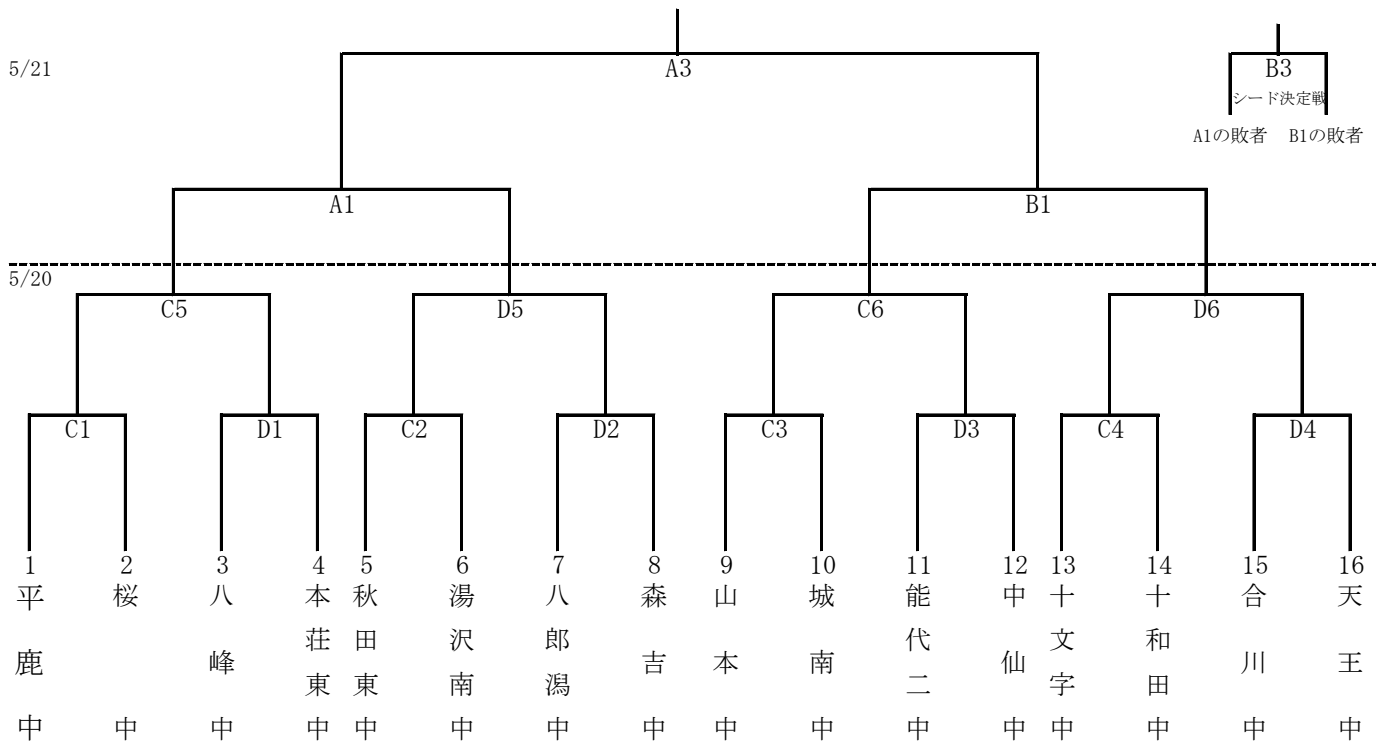 5/21
A3
B3
シード決定戦
A1の敗者 B1の敗者
A1
B1
5/20
C5
D5
C6
D6
C1
D1
C2
D2
C3
D3
C4
D4
1
平鹿中
2
桜中
3
八峰中
4
本荘東中
5
秋田東中
6
湯沢南中
7
八郎潟中
8
森吉中
9
山本中
10
城南中
11
能代二中
12
中仙中
13
十文字中
14
十和田中
15
合川中
16
天王中